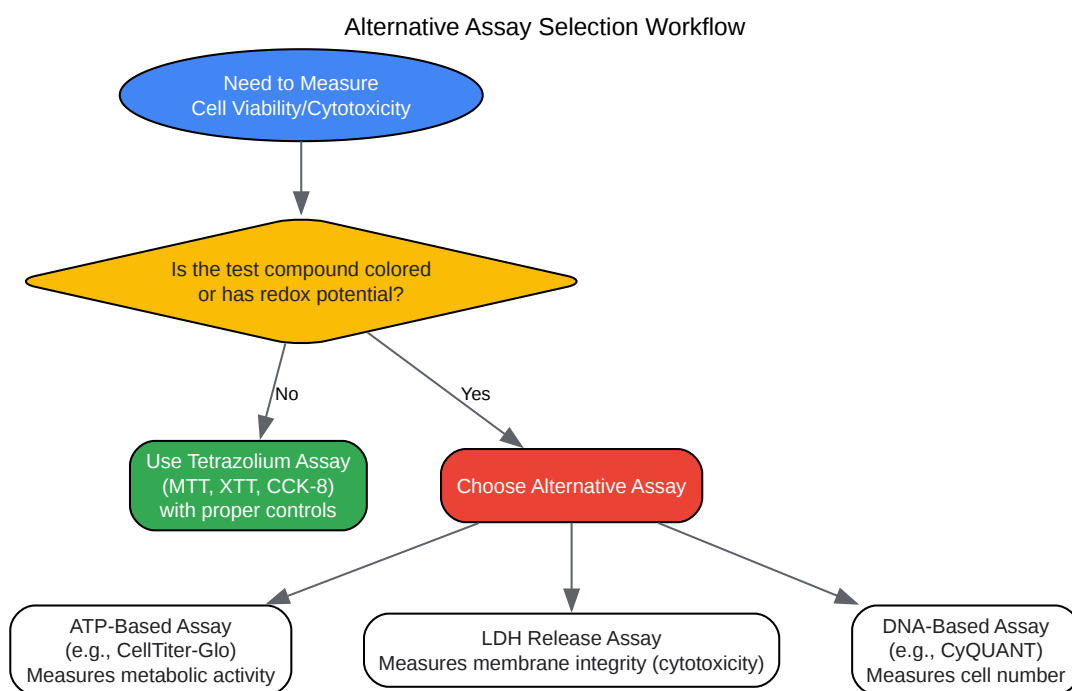 Alternative Assay Selection Workflow
Need to Measure
Cell Viability/Cytotoxicity
Is the test compound colored
or has redox potential?
No
Yes
Use Tetrazolium Assay
(MTT, XTT, CCK-8)
with proper controls
Choose Alternative Assay
ATP-Based Assay
(e.g., CellTiter-Glo)
Measures metabolic activity
LDH Release Assay
Measures membrane integrity (cytotoxicity)
DNA-Based Assay
(e.g., CyQUANT)
Measures cell number